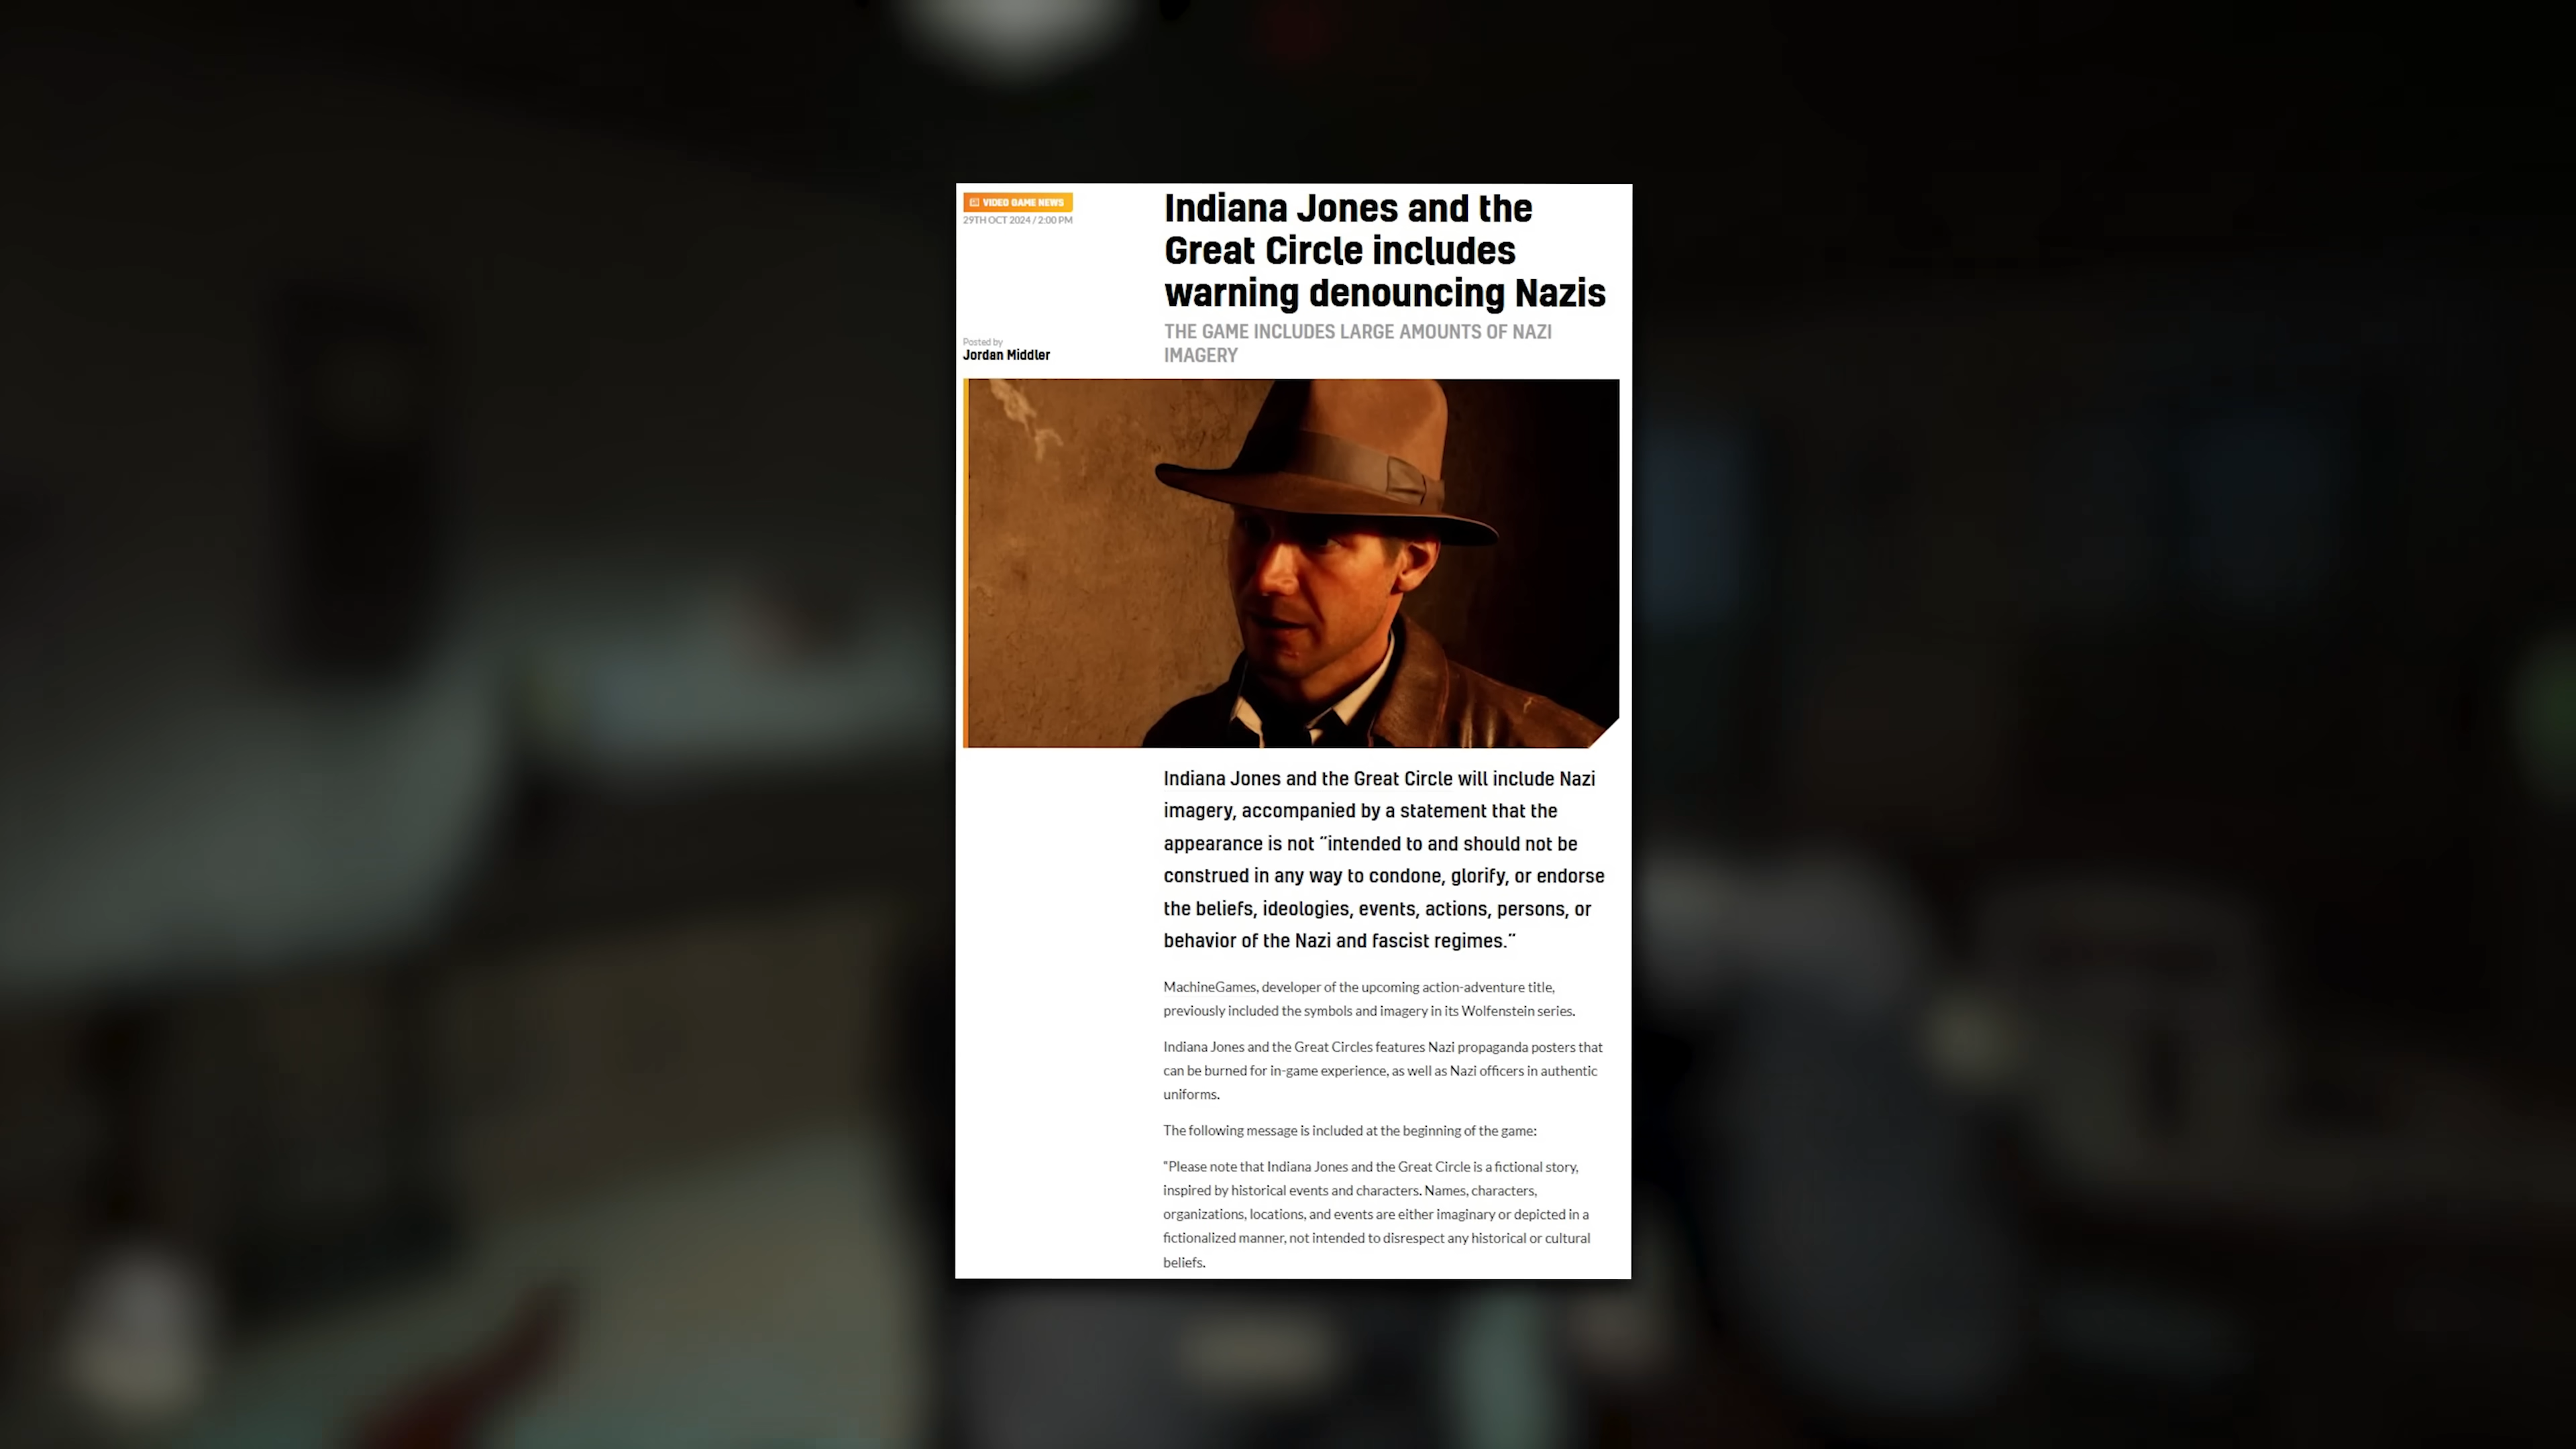 VIDEO GAME NEWS
29TH OCT 2024 / 2:00 PM
Indiana Jones and the
Great Circle includes
warning denouncing Nazis
THE GAME INCLUDES LARGE AMOUNTS OF NAZI
IMAGERY
Posted by
Jordan Middler
Indiana Jones and the Great Circle will include Nazi
imagery, accompanied by a statement that the
appearance is not “intended to and should not be
construed in any way to condone, glorify, or endorse
the beliefs, ideologies, events, actions, persons, or
behavior of the Nazi and fascist regimes.”
MachineGames, developer of the upcoming action-adventure title,
previously included the symbols and imagery in its Wolfenstein series.
Indiana Jones and the Great Circles features Nazi propaganda posters that
can be burned for in-game experience, as well as Nazi officers in authentic
uniforms.
The following message is included at the beginning of the game:
“Please note that Indiana Jones and the Great Circle is a fictional story,
inspired by historical events and characters. Names, characters,
organizations, locations, and events are either imaginary or depicted in a
fictionalized manner, not intended to disrespect any historical or cultural
beliefs.